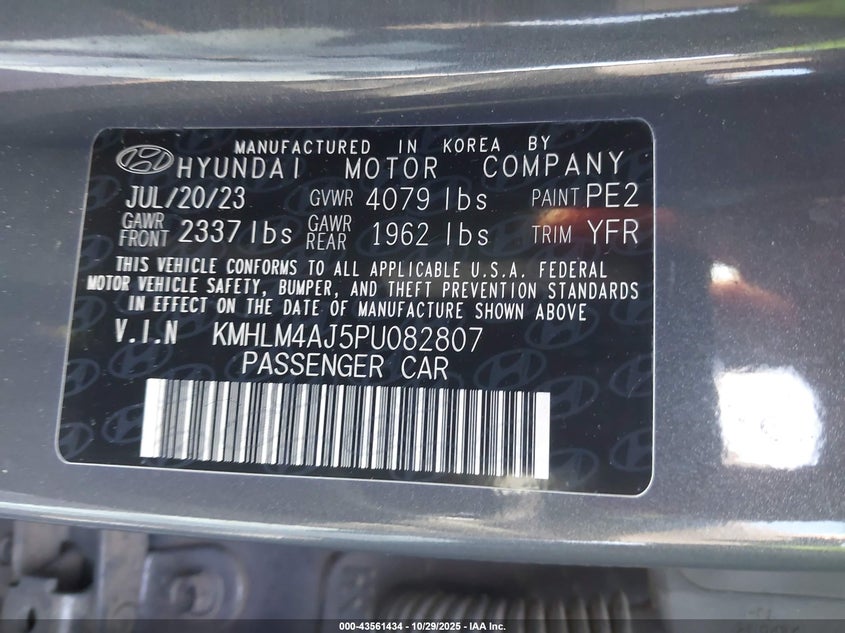 MANUFACTURED IN KOREA BY
HYUNDAI MOTOR COMPANY
JUL/20/23 GVWR 4079 lbs PAINT PE2
GAWR FRONT 2337 lbs GAWR REAR 1962 lbs TRIM YFR
THIS VEHICLE CONFORMS TO ALL APPLICABLE U.S.A. FEDERAL
MOTOR VEHICLE SAFETY, BUMPER, AND THEFT PREVENTION STANDARDS
IN EFFECT ON THE DATE OF MANUFACTURE SHOWN ABOVE
V.I.N KMHLM4AJ5PU082807
PASSENGER CAR
000-43561434 - 10/29/2025 - IAA Inc.